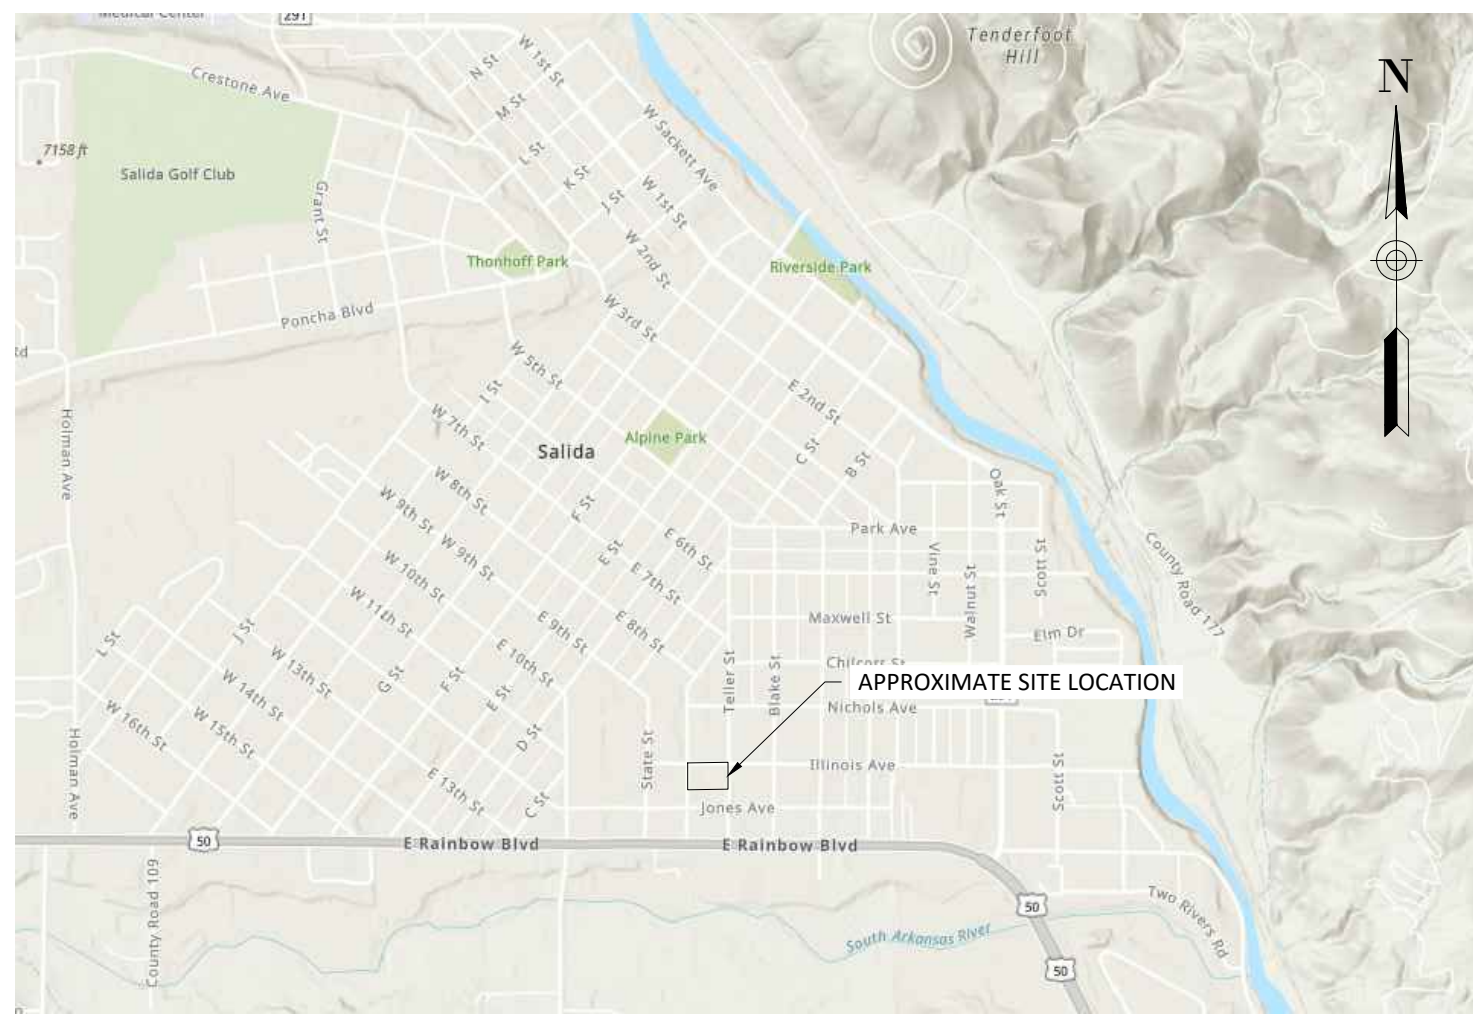 Medical Center
291
Tenderfoot
Hill
N
W 1st St
N St
Crestone Ave
M St
W Sackett Ave
7158 ft
L St
Salida Golf Club
K St
J St
W 1st St
Grant St
W 2nd St
Thonhoff Park
Riverside Park
Poncha Blvd
W 3rd St
W 5th St
I St
E 2nd St
W 7th St
Holman Ave
Salida
Alpine Park
C St
B St
W 8th St
Oak St
W 9th St
F St
Park Ave
E 6th St
W 9th St
E St
County Road 177
Vine St
Scott St
W 10th St
E 7th St
Walnut St
W 11th St
Maxwell St
E 9th St
E 8th St
Elm Dr
L St
J St
E 10th St
W 13th St
G St
F St
Teller St
Blake St
Chilcott St
APPROXIMATE SITE LOCATION
W 14th St
E St
Nichols Ave
W 16th St
W 15th St
D St
Holman Ave
State St
Illinois Ave
Scott St
E 13th St
C St
Jones Ave
50
E Rainbow Blvd
E Rainbow Blvd
County Road 109
50
Two Rivers Rd
South Arkansas River
50